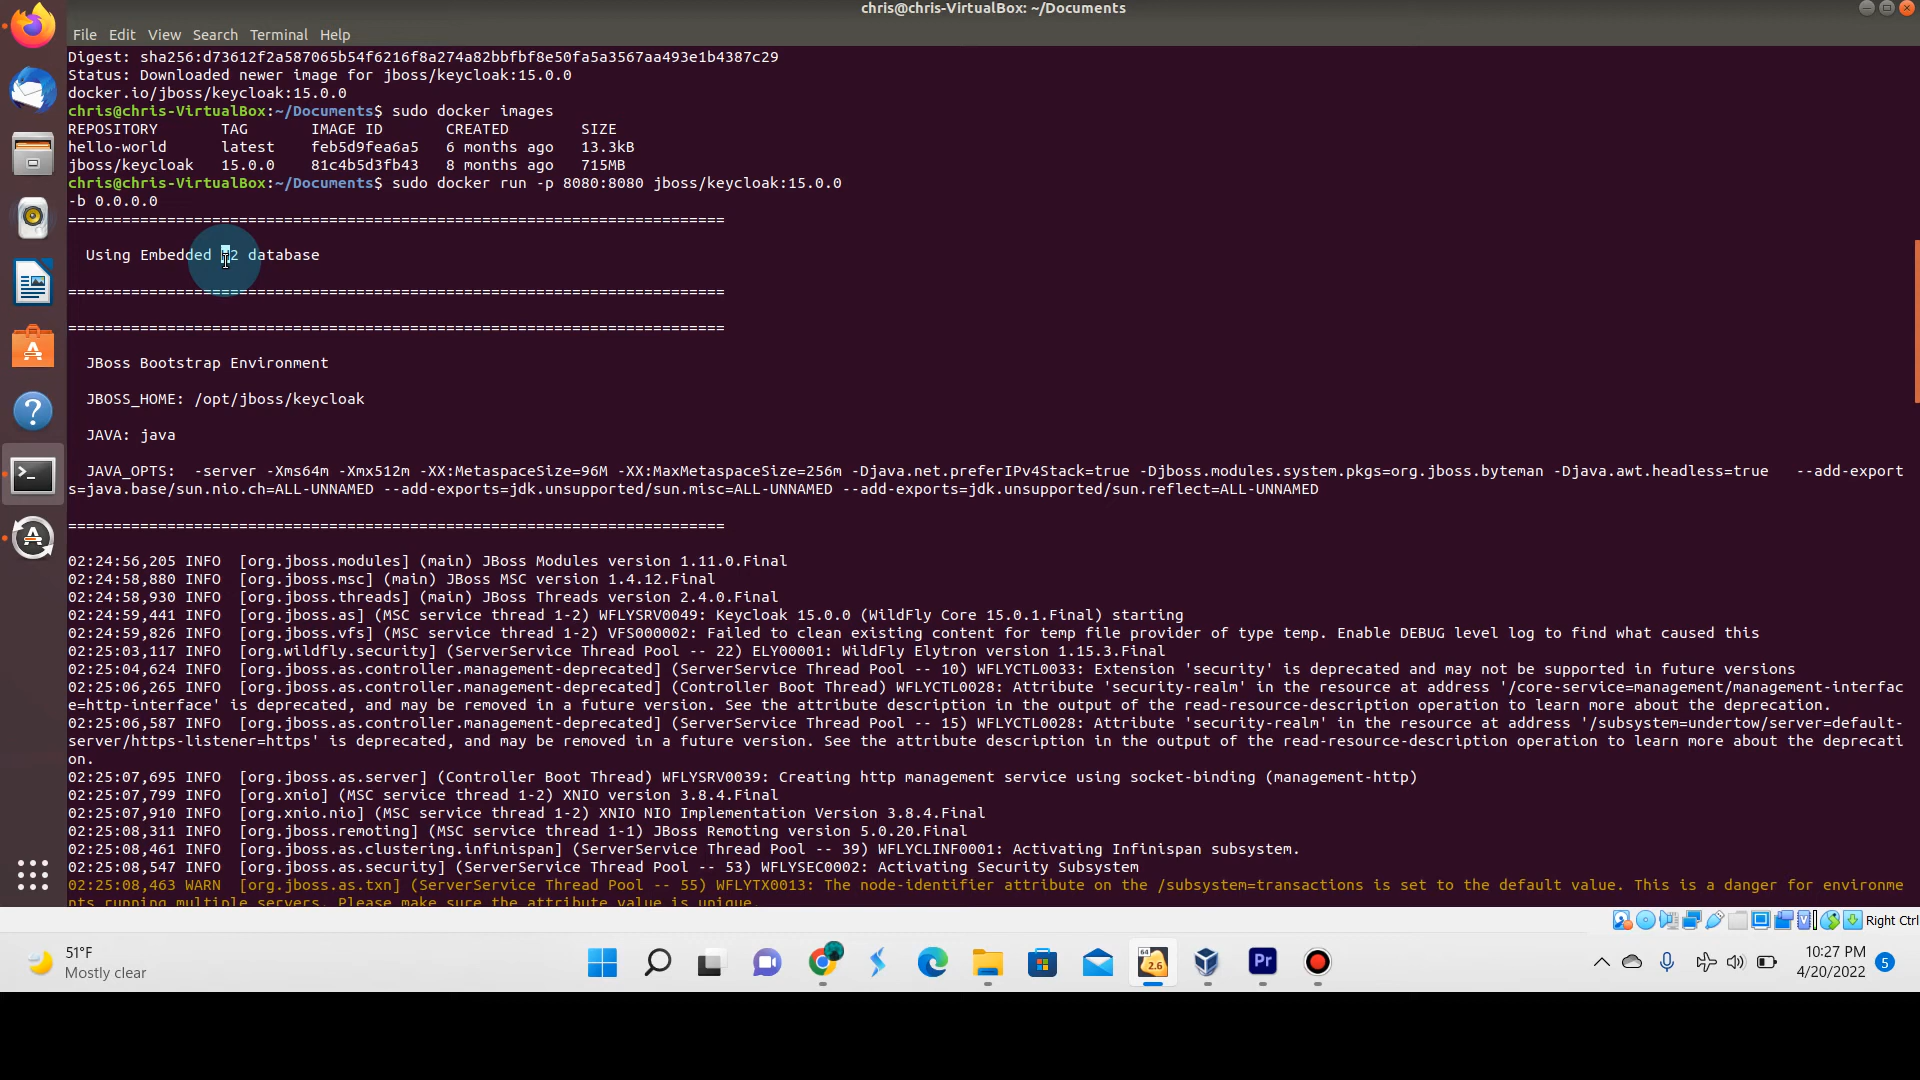 chris@chris-VirtualBox: ~/Documents
File Edit View Search Terminal Help
Digest: sha256:d73612f2a587065b54f6216f8a274a82bbfbf8e50fa5a3567aa493e1b4387c29
Status: Downloaded newer image for jboss/keycloak:15.0.0
docker.io/jboss/keycloak:15.0.0
chris@chris-VirtualBox:~/Documents$ sudo docker images
REPOSITORY TAG IMAGE ID CREATED SIZE
hello-world latest feb5d9fea6a5 6 months ago 13.3kB
jboss/keycloak 15.0.0 81c4b5d3fb43 8 months ago 715MB
chris@chris-VirtualBox:~/Documents$ sudo docker run -p 8080:8080 jboss/keycloak:15.0.0
-b 0.0.0.0
=========================================================================
Using Embedded H2 database
=========================================================================
=========================================================================
JBoss Bootstrap Environment
JBOSS_HOME: /opt/jboss/keycloak
JAVA: java
JAVA_OPTS: -server -Xms64m -Xmx512m -XX:MetaspaceSize=96M -XX:MaxMetaspaceSize=256m -Djava.net.preferIPv4Stack=true -Djboss.modules.system.pkgs=org.jboss.byteman -Djava.awt.headless=true --add-export
s=java.base/sun.nio.ch=ALL-UNNAMED --add-exports=jdk.unsupported/sun.misc=ALL-UNNAMED --add-exports=jdk.unsupported/sun.reflect=ALL-UNNAMED
=========================================================================
02:24:56,205 INFO [org.jboss.modules] (main) JBoss Modules version 1.11.0.Final
02:24:58,880 INFO [org.jboss.msc] (main) JBoss MSC version 1.4.12.Final
02:24:58,930 INFO [org.jboss.threads] (main) JBoss Threads version 2.4.0.Final
02:24:59,441 INFO [org.jboss.as] (MSC service thread 1-2) WFLYSRV0049: Keycloak 15.0.0 (WildFly Core 15.0.1.Final) starting
02:24:59,826 INFO [org.jboss.vfs] (MSC service thread 1-2) VFS000002: Failed to clean existing content for temp file provider of type temp. Enable DEBUG level log to find what caused this
02:25:03,117 INFO [org.wildfly.security] (ServerService Thread Pool -- 22) ELY00001: WildFly Elytron version 1.15.3.Final
02:25:04,624 INFO [org.jboss.as.controller.management-deprecated] (ServerService Thread Pool -- 10) WFLYCTL0033: Extension 'security' is deprecated and may not be supported in future versions
02:25:06,265 INFO [org.jboss.as.controller.management-deprecated] (Controller Boot Thread) WFLYCTL0028: Attribute 'security-realm' in the resource at address '/core-service=management/management-interfac
e=http-interface' is deprecated, and may be removed in a future version. See the attribute description in the output of the read-resource-description operation to learn more about the deprecation.
02:25:06,587 INFO [org.jboss.as.controller.management-deprecated] (ServerService Thread Pool -- 15) WFLYCTL0028: Attribute 'security-realm' in the resource at address '/subsystem=undertow/server=default-
server/https-listener=https' is deprecated, and may be removed in a future version. See the attribute description in the output of the read-resource-description operation to learn more about the deprecati
on.
02:25:07,695 INFO [org.jboss.as.server] (Controller Boot Thread) WFLYSRV0039: Creating http management service using socket-binding (management-http)
02:25:07,799 INFO [org.xnio] (MSC service thread 1-2) XNIO version 3.8.4.Final
02:25:07,910 INFO [org.xnio.nio] (MSC service thread 1-2) XNIO NIO Implementation Version 3.8.4.Final
02:25:08,311 INFO [org.jboss.remoting] (MSC service thread 1-1) JBoss Remoting version 5.0.20.Final
02:25:08,461 INFO [org.jboss.as.clustering.infinispan] (ServerService Thread Pool -- 39) WFLYCLINF0001: Activating Infinispan subsystem.
02:25:08,547 INFO [org.jboss.as.security] (ServerService Thread Pool -- 53) WFLYSEC0002: Activating Security Subsystem
02:25:08,463 WARN [org.jboss.as.txn] (ServerService Thread Pool -- 55) WFLYTX0013: The node-identifier attribute on the /subsystem=transactions is set to the default value. This is a danger for environme
nts running multiple servers. Please make sure the attribute value is unique.
Right Ctrl
51°F
Mostly clear
64
2.6
Pr
10:27 PM
4/20/2022
5